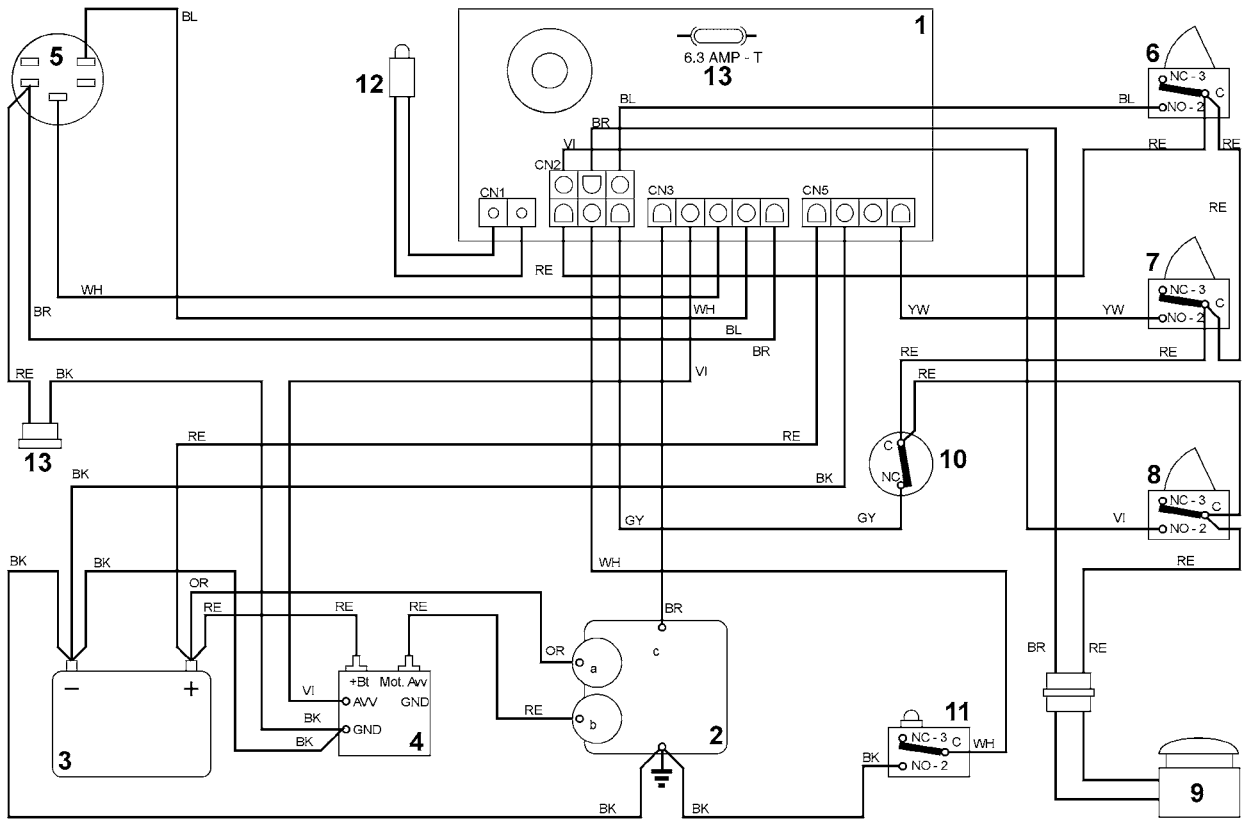 BL
5
1
6.3 AMP - T
13
12
6
NC - 3
C
NO - 2
BL
BL
BR
VI
RE
RE
CN2
CN1
CN3
CN5
RE
RE
7
NC - 3
C
NO - 2
WH
WH
YW
YW
BR
BL
BR
RE
RE
RE
BK
VI
RE
13
RE
RE
C
NC
10
BK
BK
8
NC - 3
C
NO - 2
GY
GY
VI
BK
BK
OR
WH
RE
RE
RE
RE
BR
c
OR
a
BR
RE
–
+
+Bt
Mot. Avv
AVV
GND
VI
RE
b
BK
GND
BK
3
4
2
11
NC - 3
C
WH
NO - 2
BK
9
BK
BK